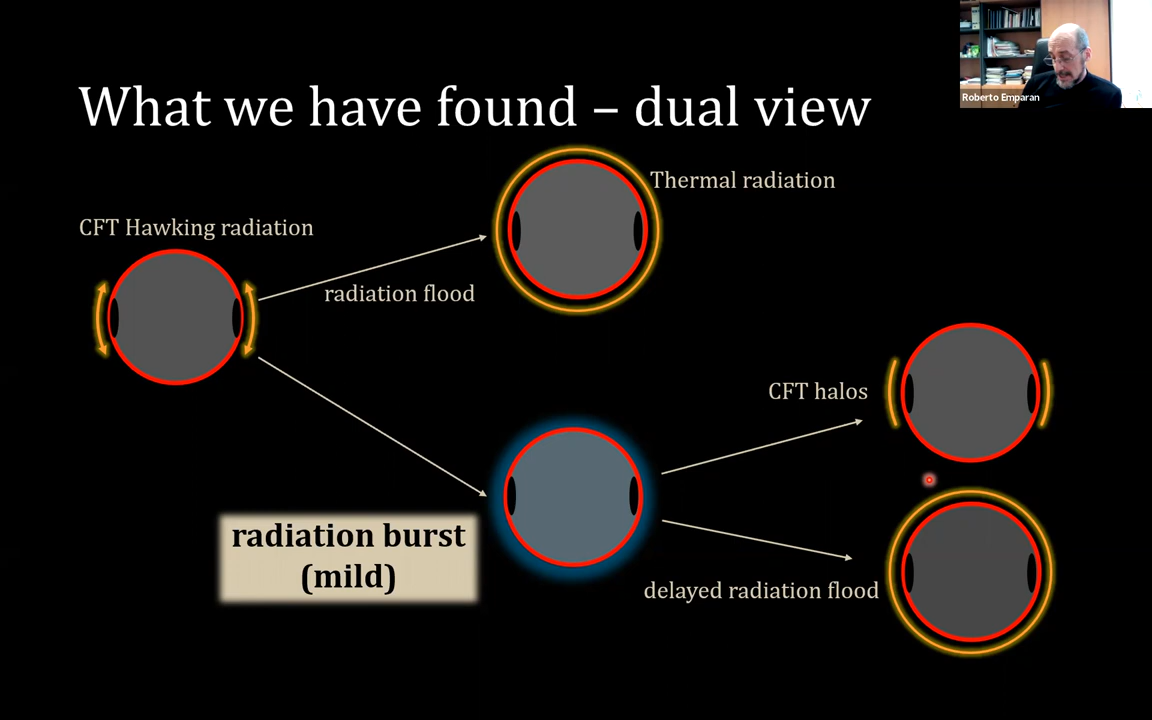 Roberto Emparan
What we have found – dual view
Thermal radiation
CFT Hawking radiation
radiation flood
CFT halos
radiation burst
(mild)
delayed radiation flood